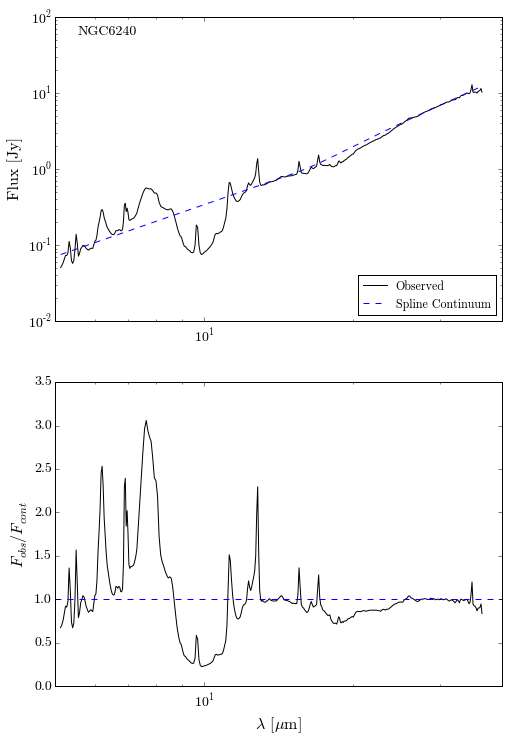 NGC6240
10^2
10^1
10^0
10^-1
10^-2
Flux [Jy]
Observed
Spline Continuum
10^1
3.5
3.0
2.5
2.0
1.5
1.0
0.5
0.0
F_obs/F_cont
10^1
λ [μm]